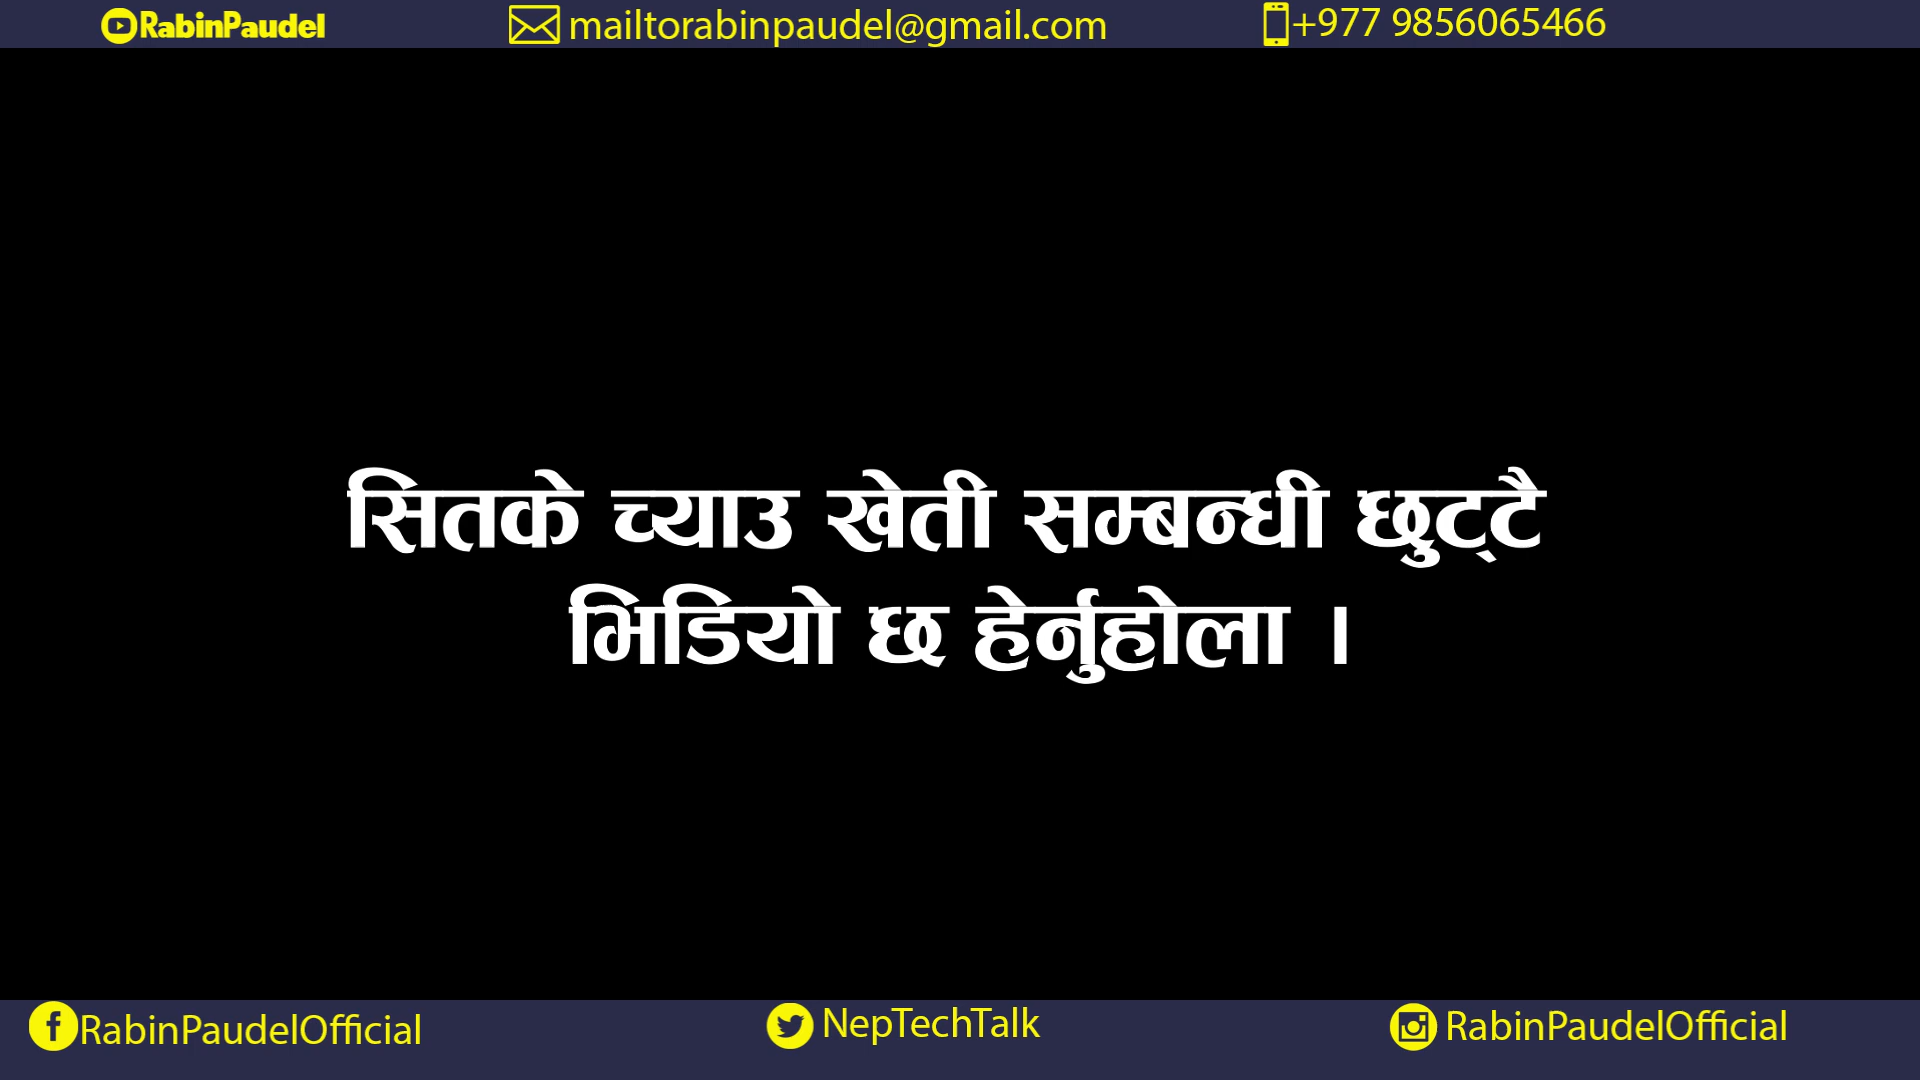 RabinPaudel
mailtorabinpaudel@gmail.com
+977 9856065466
सितके च्याउ खेती सम्बन्धी छुट्टै
भिडियो छ हेर्नुहोला ।
RabinPaudelOfficial
NepTechTalk
RabinPaudelOfficial